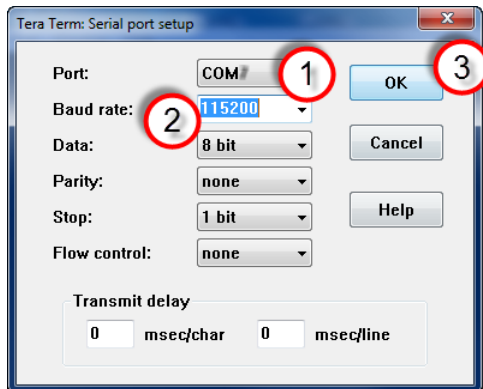 Tera Term: Serial port setup
Port: COM 1
OK 3
Baud rate: 2 115200
Data: 8 bit
Cancel
Parity: none
Stop: 1 bit
Help
Flow control: none
Transmit delay
0 msec/char 0 msec/line